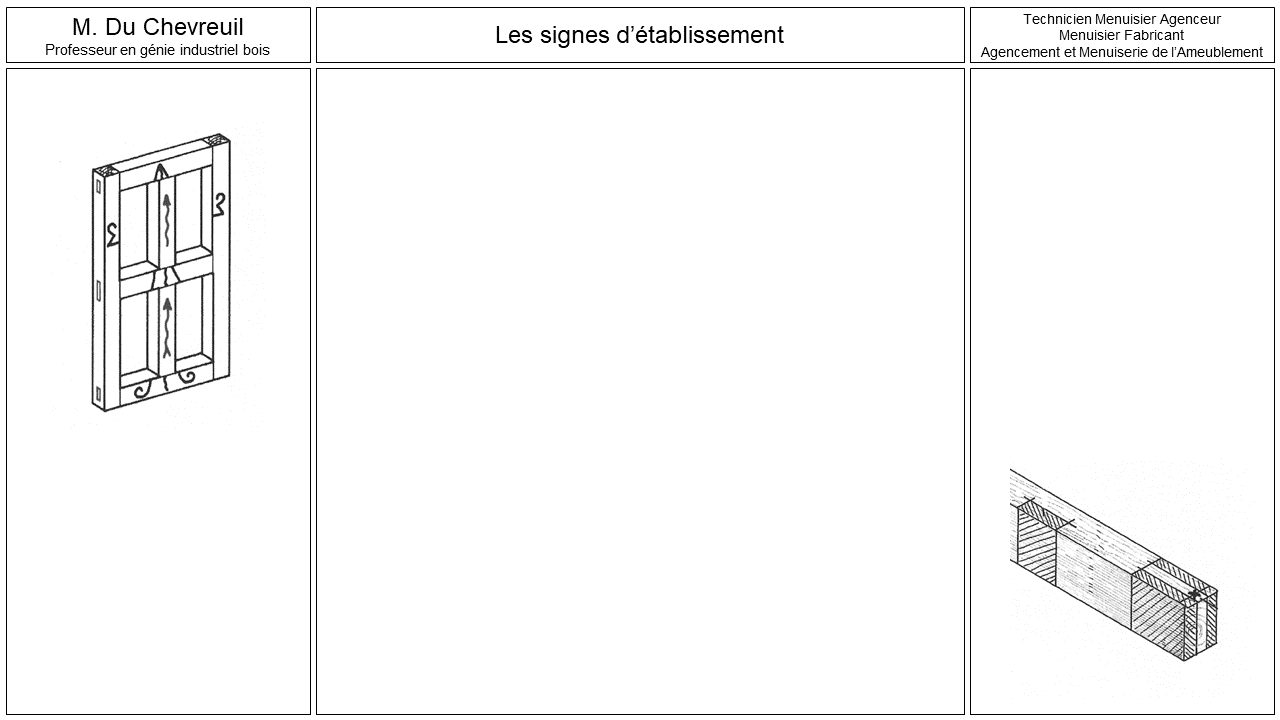 M. Du Chevreuil
Professeur en génie industriel bois
Les signes d’établissement
Technicien Menuisier Agenceur
Menuisier Fabricant
Agencement et Menuiserie de l’Ameublement